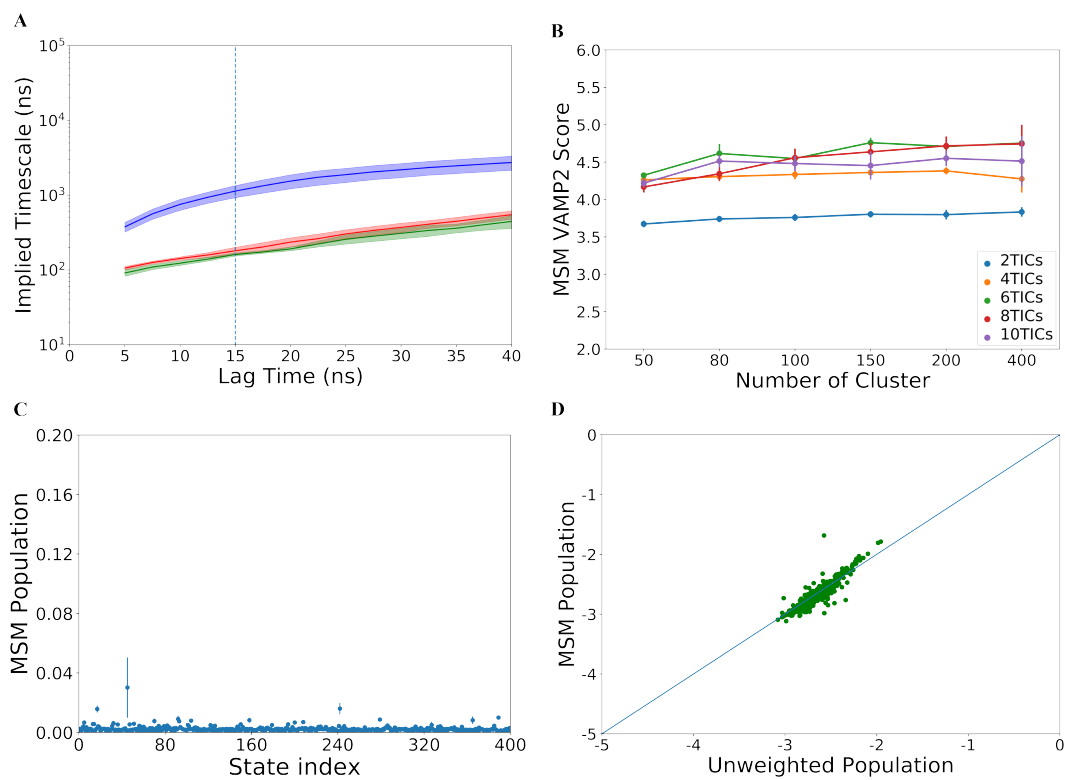 A
10^5
10^4
10^3
10^2
10^1
0 5 10 15 20 25 30 35 40
Implied Timescale (ns)
Lag Time (ns)
B
6.0
5.5
5.0
4.5
4.0
3.5
3.0
2.5
2.0
50 80 100 150 200 400
MSM VAMP2 Score
Number of Cluster
2TICs
4TICs
6TICs
8TICs
10TICs
C
0.20
0.16
0.12
0.08
0.04
0.00
0 80 160 240 320 400
MSM Population
State index
D
0
-1
-2
-3
-4
-5
-5 -4 -3 -2 -1 0
MSM Population
Unweighted Population